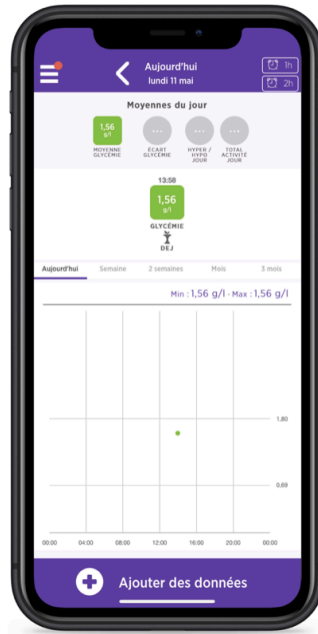 Aujourd'hui
lundi 11 mai
1h
2h
Moyennes du jour
1,56
g/l
...
...
...
MOYENNE
GLYCÉMIE
ÉCART
GLYCÉMIE
HYPER /
HYPO
JOUR
TOTAL
ACTIVITÉ
JOUR
13:58
1,56
g/l
GLYCÉMIE
DEJ
Aujourd'hui Semaine 2 semaines Mois 3 mois
Min : 1,56 g/l - Max : 1,56 g/l
1,80
0,69
00:00 04:00 08:00 12:00 16:00 20:00 00:00
Ajouter des données